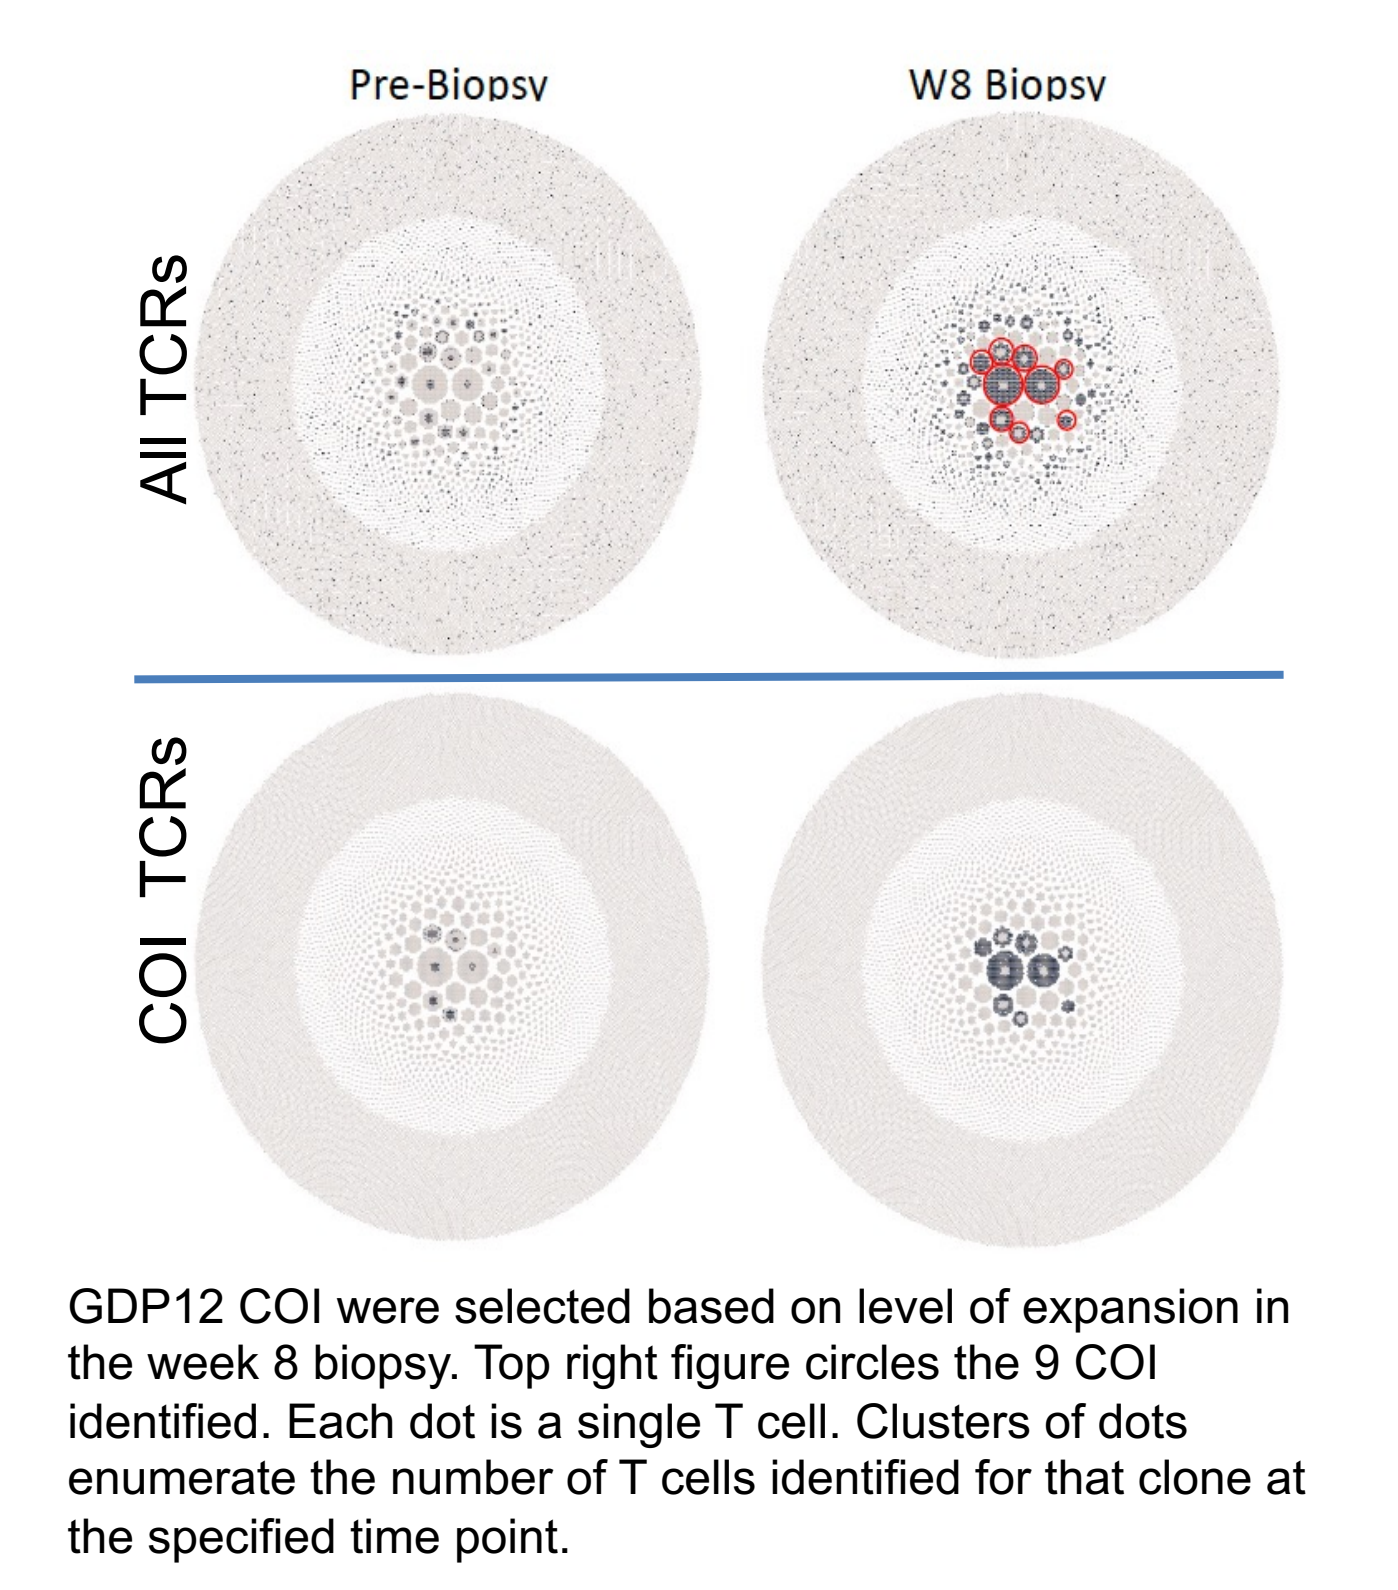 Pre-Biopsy
W8 Biopsy
All TCRs
COI TCRs
GDP12 COI were selected based on level of expansion in
the week 8 biopsy. Top right figure circles the 9 COI
identified. Each dot is a single T cell. Clusters of dots
enumerate the number of T cells identified for that clone at
the specified time point.